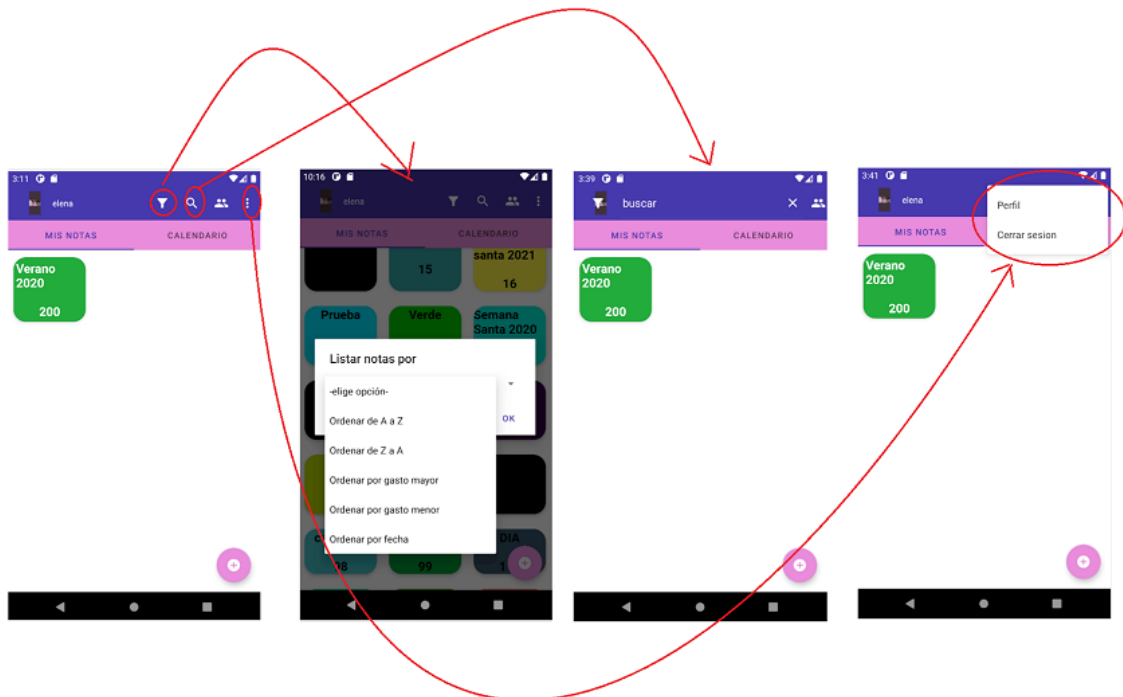 3:11
elena
MIS NOTAS
CALENDARIO
Verano
2020
200
10:16
elena
MIS NOTAS
CALENDARIO
15
santa 2021
16
Prueba
Verde
Semana
Santa 2020
Listar notas por
-elige opción-
OK
Ordenar de A a Z
Ordenar de Z a A
Ordenar por gasto mayor
Ordenar por gasto menor
Ordenar por fecha
DIA
99
3:39
buscar
MIS NOTAS
CALENDARIO
Verano
2020
200
3:41
elena
Perfil
Cerrar sesion
MIS NOTAS
Verano
2020
200